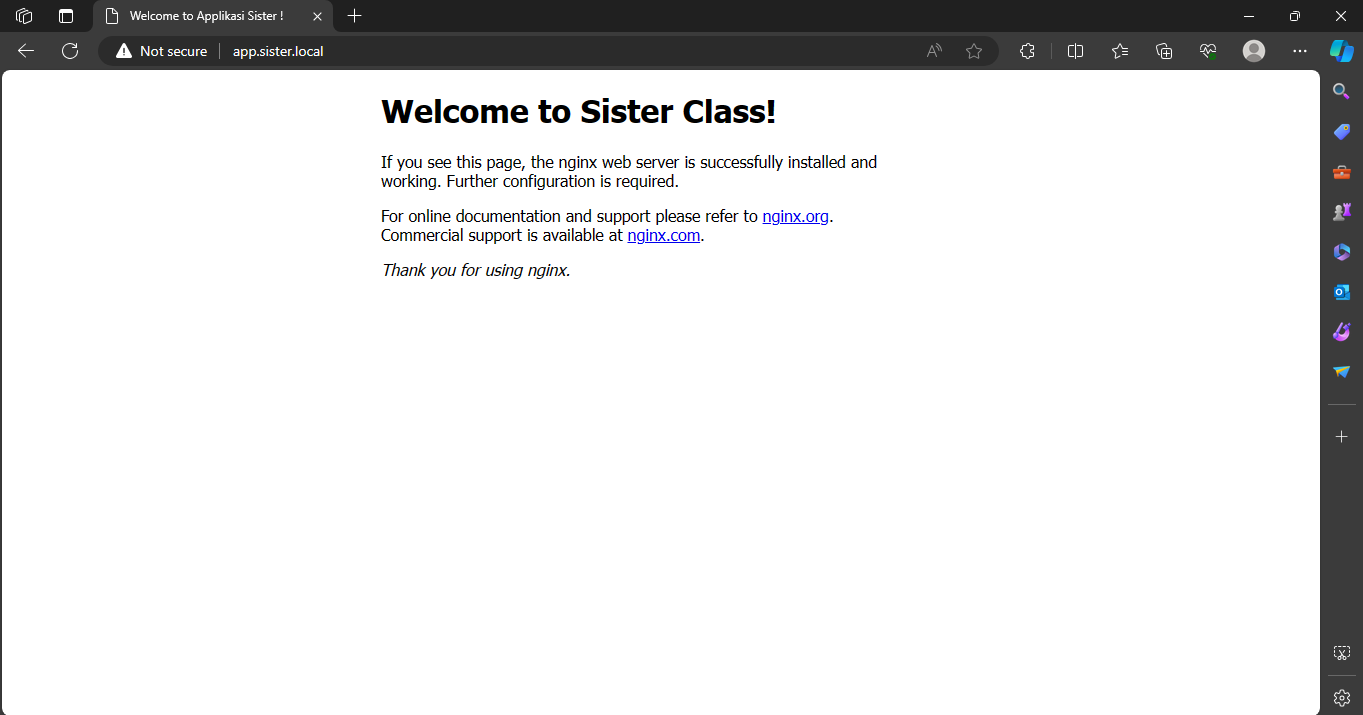 Welcome to Applikasi Sister !
Not secure
app.sister.local
Welcome to Sister Class!
If you see this page, the nginx web server is successfully installed and
working. Further configuration is required.
For online documentation and support please refer to nginx.org.
Commercial support is available at nginx.com.
Thank you for using nginx.